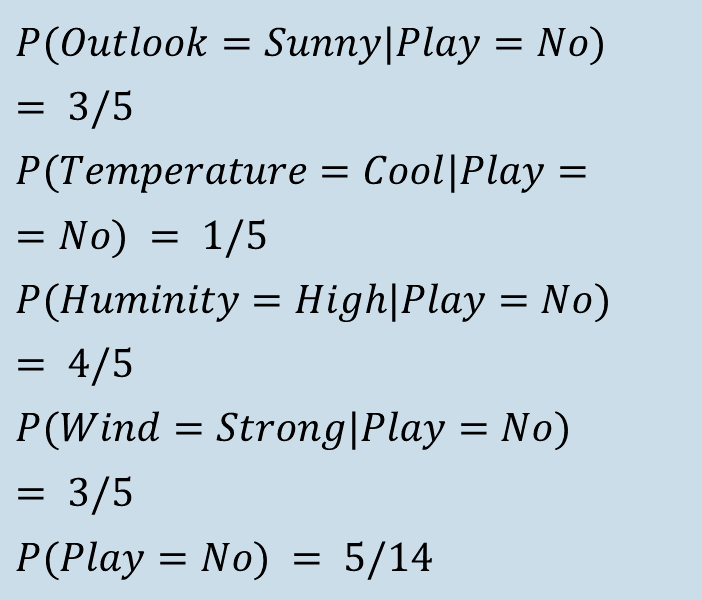 P(Outlook = Sunny|Play = No)
= 3/5
P(Temperature = Cool|Play =
= No) = 1/5
P(Huminity = High|Play = No)
= 4/5
P(Wind = Strong|Play = No)
= 3/5
P(Play = No) = 5/14